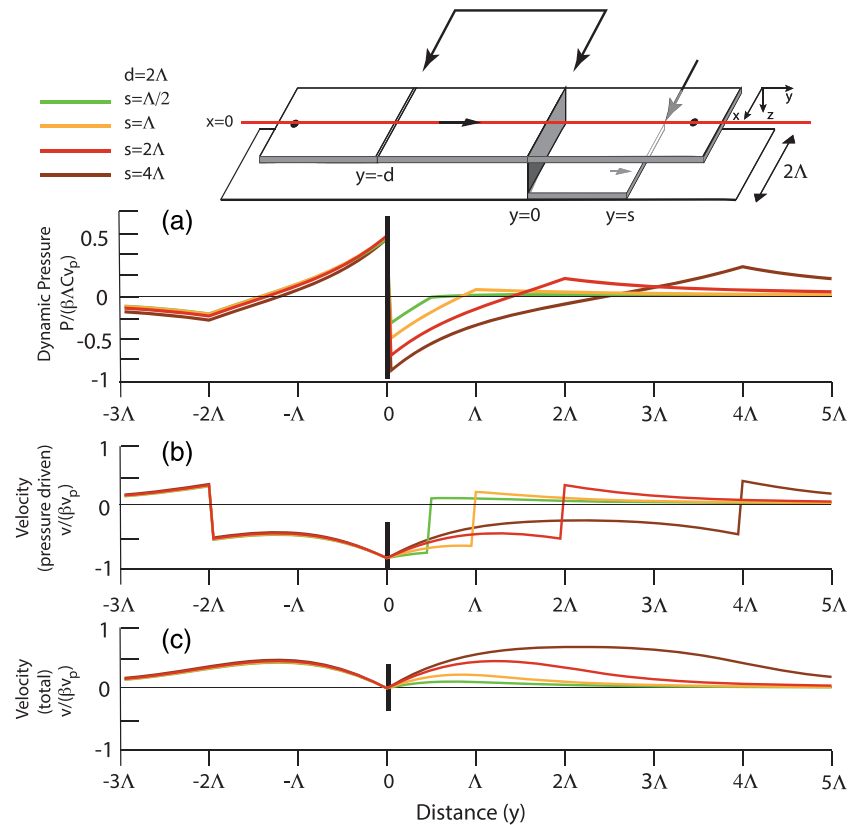 d=2Λ
s=Λ/2
s=Λ
s=2Λ
s=4Λ
x=0
y=-d
y=0
y=s
y
x
z
2Λ
(a)
Dynamic Pressure
P/(βΛCv_p)
0.5
0
-0.5
-1
-3Λ -2Λ -Λ 0 Λ 2Λ 3Λ 4Λ 5Λ
(b)
Velocity
(pressure driven)
v/(βv_p)
1
0
-1
-3Λ -2Λ -Λ 0 Λ 2Λ 3Λ 4Λ 5Λ
(c)
Velocity
(total)
v/(βv_p)
1
0
-1
-3Λ -2Λ -Λ 0 Λ 2Λ 3Λ 4Λ 5Λ
Distance (y)